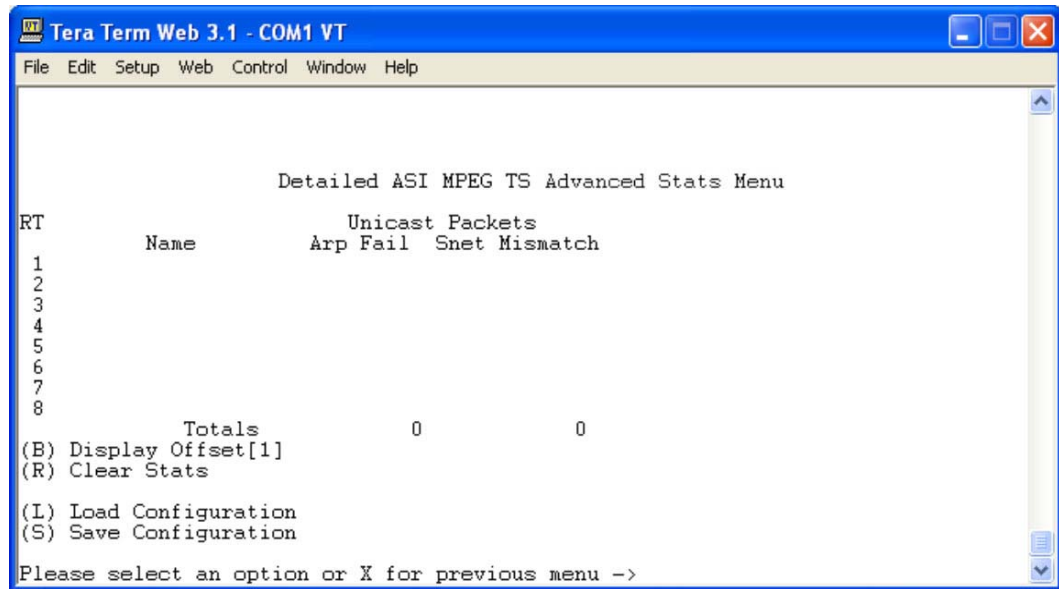 VT Tera Term Web 3.1 - COM1 VT
File Edit Setup Web Control Window Help
Detailed ASI MPEG TS Advanced Stats Menu
RT Unicast Packets
Name Arp Fail Snet Mismatch
1
2
3
4
5
6
7
8
Totals 0 0
(B) Display Offset[1]
(R) Clear Stats
(L) Load Configuration
(S) Save Configuration
Please select an option or X for previous menu ->